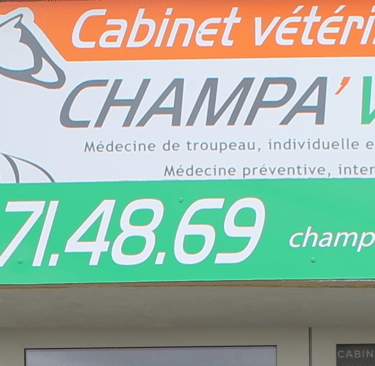 Cabinet vétéri
CHAMPA'V
Médecine de troupeau, individuelle e
Médecine préventive, inter
71.48.69 champ
CABIN